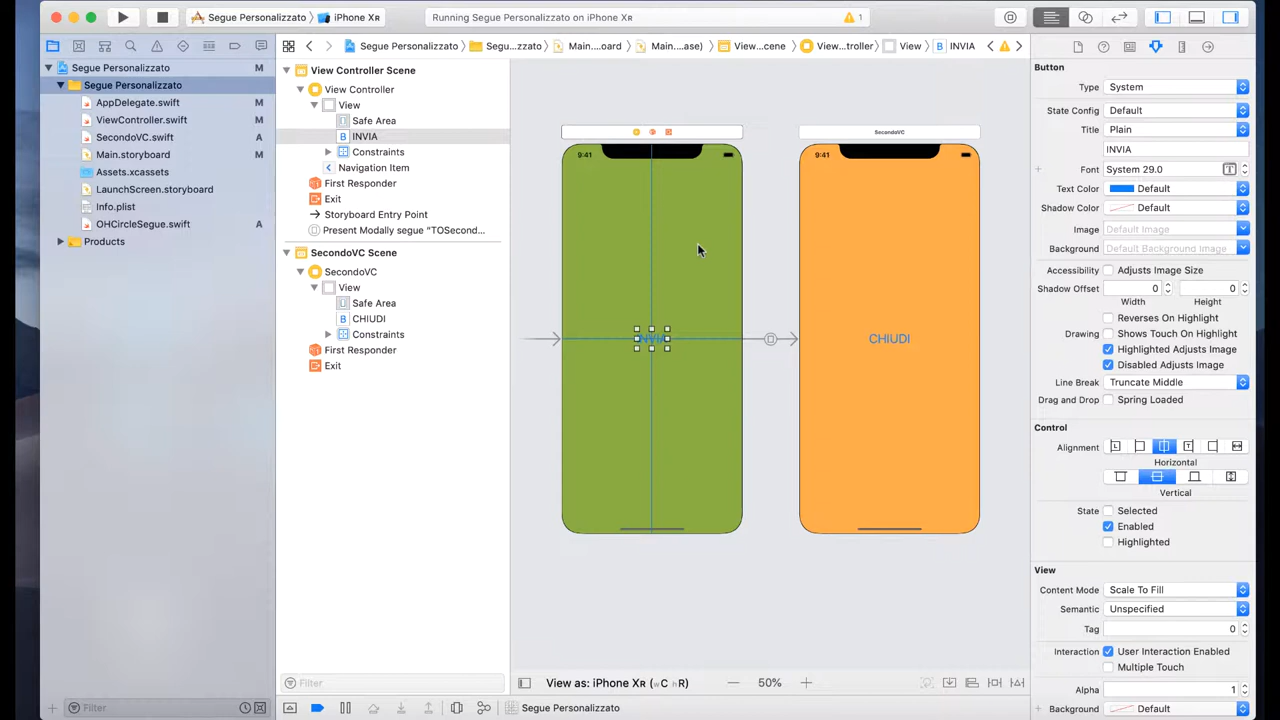 Segue Personalizzato
iPhone Xʀ
Running Segue Personalizzato on iPhone Xʀ
1
Segue Personalizzato
Segu...zzato
Main....oard
Main....ase)
View...cene
View...troller
View
B INVIA
Segue Personalizzato M
Segue Personalizzato
AppDelegate.swift M
ViewController.swift M
SecondoVC.swift A
Main.storyboard M
Assets.xcassets
LaunchScreen.storyboard
Info.plist
OHCircleSegue.swift A
Products
Filter
View Controller Scene
View Controller
View
Safe Area
B INVIA
Constraints
Navigation Item
First Responder
Exit
Storyboard Entry Point
Present Modally segue "TOSecond...
SecondoVC Scene
SecondoVC
View
Safe Area
B CHIUDI
Constraints
First Responder
Exit
Filter
SecondoVC
9:41
9:41
INVIA
CHIUDI
View as: iPhone Xʀ (wC hR)
50%
Segue Personalizzato
Button
Type System
State Config Default
Title Plain
INVIA
Font System 29.0 T
Text Color Default
Shadow Color Default
Image Default Image
Background Default Background Image
Accessibility Adjusts Image Size
Shadow Offset 0 0
Width Height
Reverses On Highlight
Drawing Shows Touch On Highlight
Highlighted Adjusts Image
Disabled Adjusts Image
Line Break Truncate Middle
Drag and Drop Spring Loaded
Control
Alignment
Horizontal
Vertical
State Selected
Enabled
Highlighted
View
Content Mode Scale To Fill
Semantic Unspecified
Tag 0
Interaction User Interaction Enabled
Multiple Touch
Alpha 1
Background Default